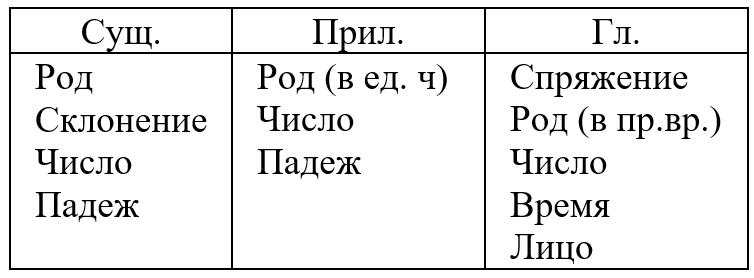 Сущ. Прил. Гл.
Род Род (в ед. ч) Спряжение
Склонение Число Род (в пр.вр.)
Число Падеж Число
Падеж Время
Лицо